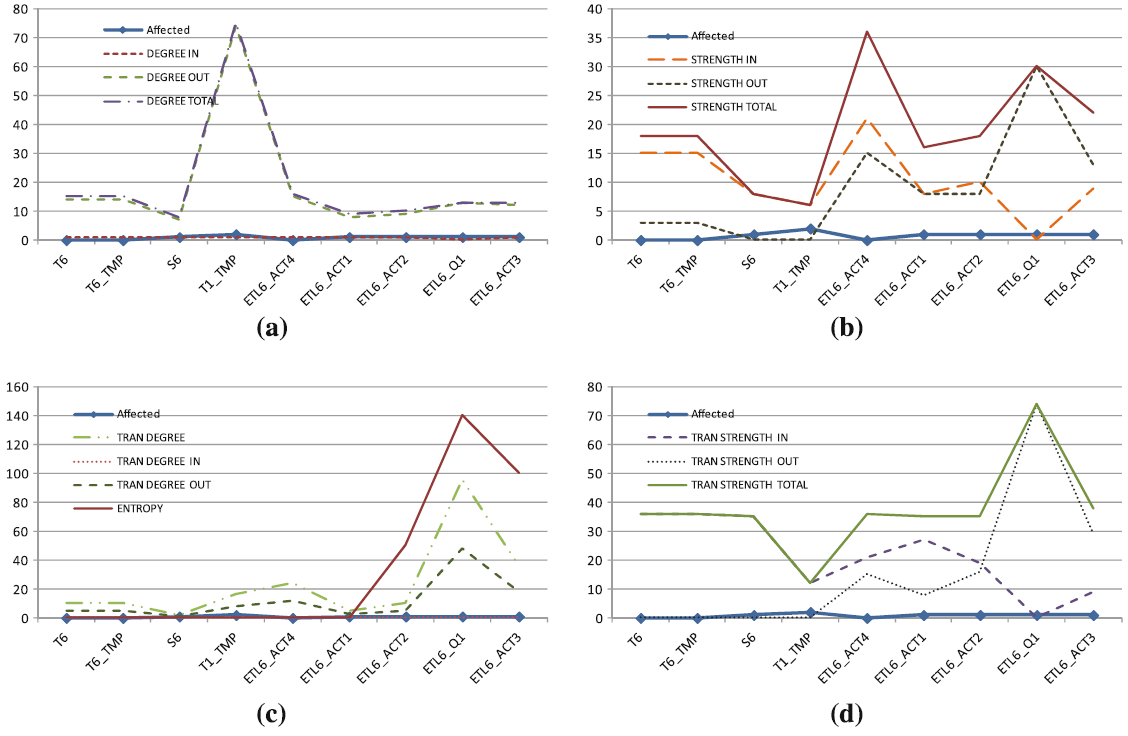 80
70
60
50
40
30
20
10
0
Affected
DEGREE IN
DEGREE OUT
DEGREE TOTAL
T6
T6_TMP
S6
T1_TMP
ETL6_ACT4
ETL6_ACT1
ETL6_ACT2
ETL6_Q1
ETL6_ACT3
(a)
40
35
30
25
20
15
10
5
0
Affected
STRENGTH IN
STRENGTH OUT
STRENGTH TOTAL
T6
T6_TMP
S6
T1_TMP
ETL6_ACT4
ETL6_ACT1
ETL6_ACT2
ETL6_Q1
ETL6_ACT3
(b)
160
140
120
100
80
60
40
20
0
Affected
TRAN DEGREE
TRAN DEGREE IN
TRAN DEGREE OUT
ENTROPY
T6
T6_TMP
S6
T1_TMP
ETL6_ACT4
ETL6_ACT1
ETL6_ACT2
ETL6_Q1
ETL6_ACT3
(c)
80
70
60
50
40
30
20
10
0
Affected
TRAN STRENGTH IN
TRAN STRENGTH OUT
TRAN STRENGTH TOTAL
T6
T6_TMP
S6
T1_TMP
ETL6_ACT4
ETL6_ACT1
ETL6_ACT2
ETL6_Q1
ETL6_ACT3
(d)